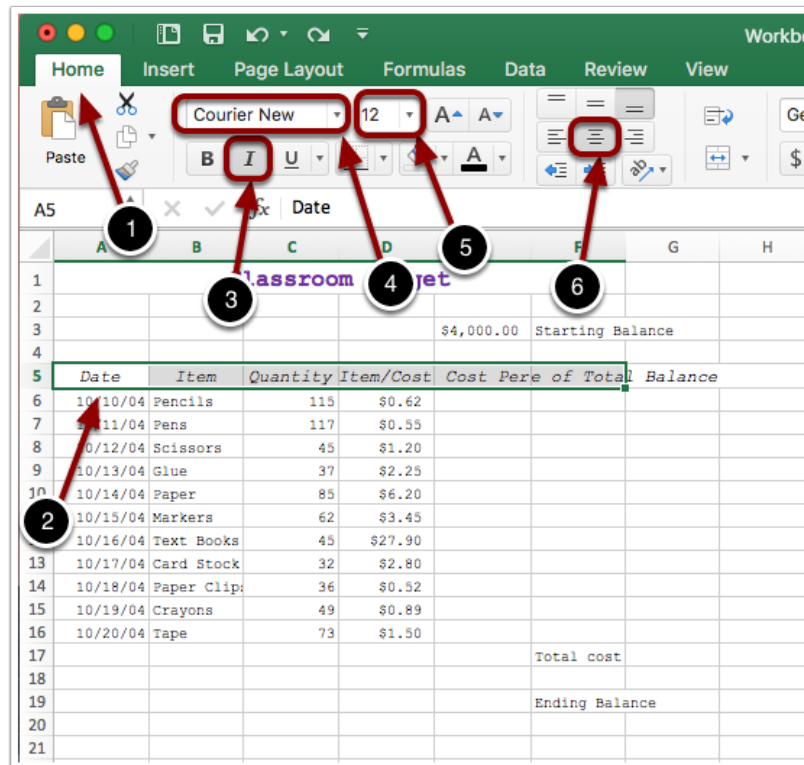 Workb
Home Insert Page Layout Formulas Data Review View
Courier New 12 A A
Paste B I U A $
A5 fx Date
A B C D F G H
1 lassroom get
2
3 $4,000.00 Starting Balance
4
5 Date Item Quantity Item/Cost Cost Pere of Total Balance
6 10/10/04 Pencils 115 $0.62
7 11/04 Pens 117 $0.55
8 0/12/04 Scissors 45 $1.20
9 10/13/04 Glue 37 $2.25
10 10/14/04 Paper 85 $6.20
10/15/04 Markers 62 $3.45
10/16/04 Text Books 45 $27.90
13 10/17/04 Card Stock 32 $2.80
14 10/18/04 Paper Clip 36 $0.52
15 10/19/04 Crayons 49 $0.89
16 10/20/04 Tape 73 $1.50
17 Total cost
18
19 Ending Balance
20
21
1
2
3
4
5
6